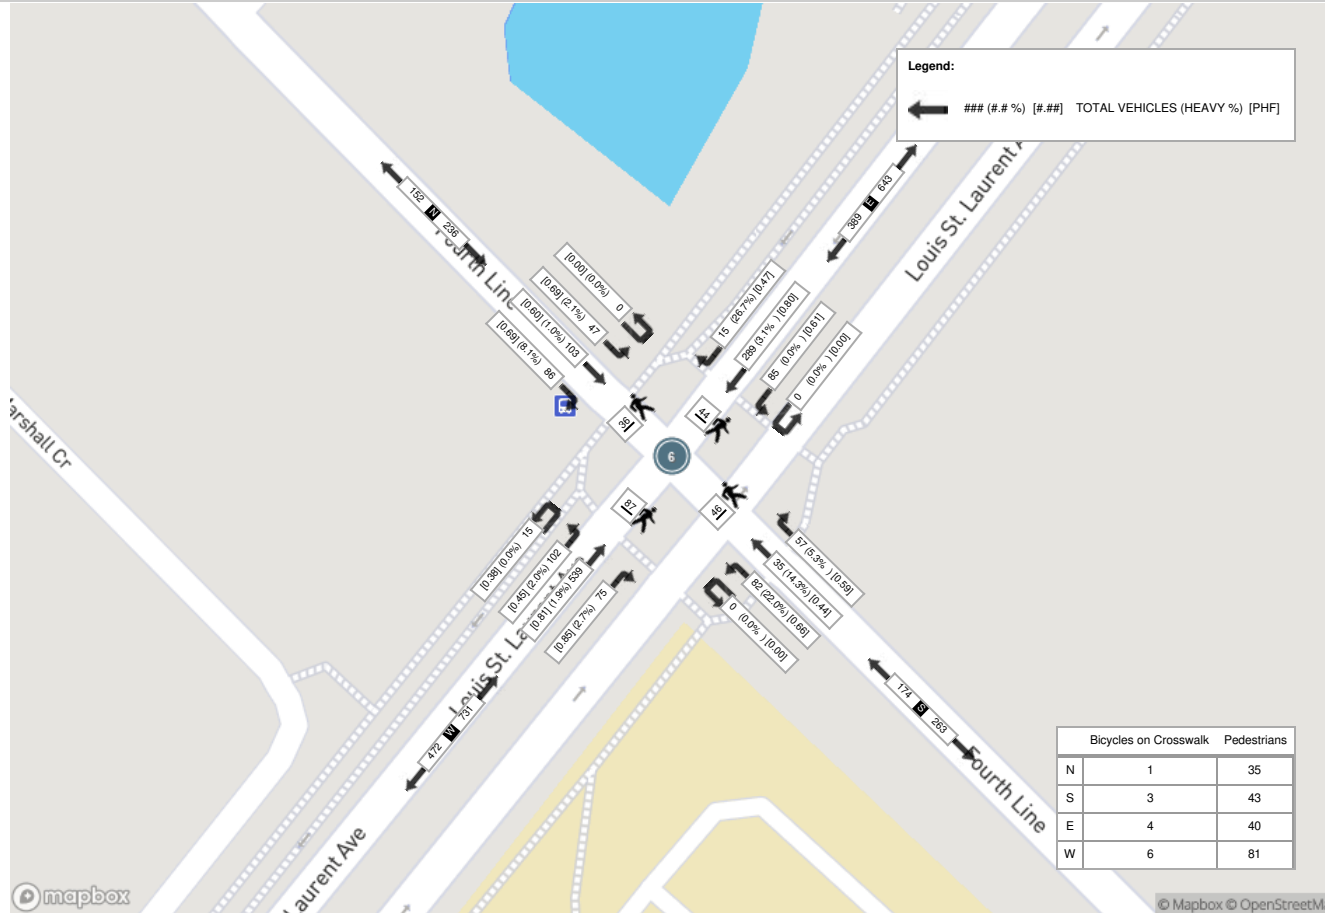 Legend:
### (#.# %) [#.##] TOTAL VEHICLES (HEAVY %) [PHF]
Louis St. Laurent A
643
E
389
152
N
236
Fourth Line
[0.00] (0.0%) 0
[0.69] (2.1%) 47
[0.60] (1.0%) 103
[0.69] (8.1%) 86
15 (26.7%) [0.47]
289 (3.1% ) [0.80]
85 (0.0% ) [0.61]
0 (0.0% ) [0.00]
36
44
6
87
46
arshall Cr
[0.38] (0.0%) 15
[0.45] (2.0%) 102
[0.81] (1.9%) 539
[0.85] (2.7%) 75
57 (5.3% ) [0.59]
35 (14.3%) [0.44]
82 (22.0%) [0.66]
0 (0.0% ) [0.00]
Louis St. La
472
W
731
174
S
263
Fourth Line
Laurent Ave
Bicycles on Crosswalk Pedestrians
N 1 35
S 3 43
E 4 40
W 6 81
mapbox
© Mapbox © OpenStreetM